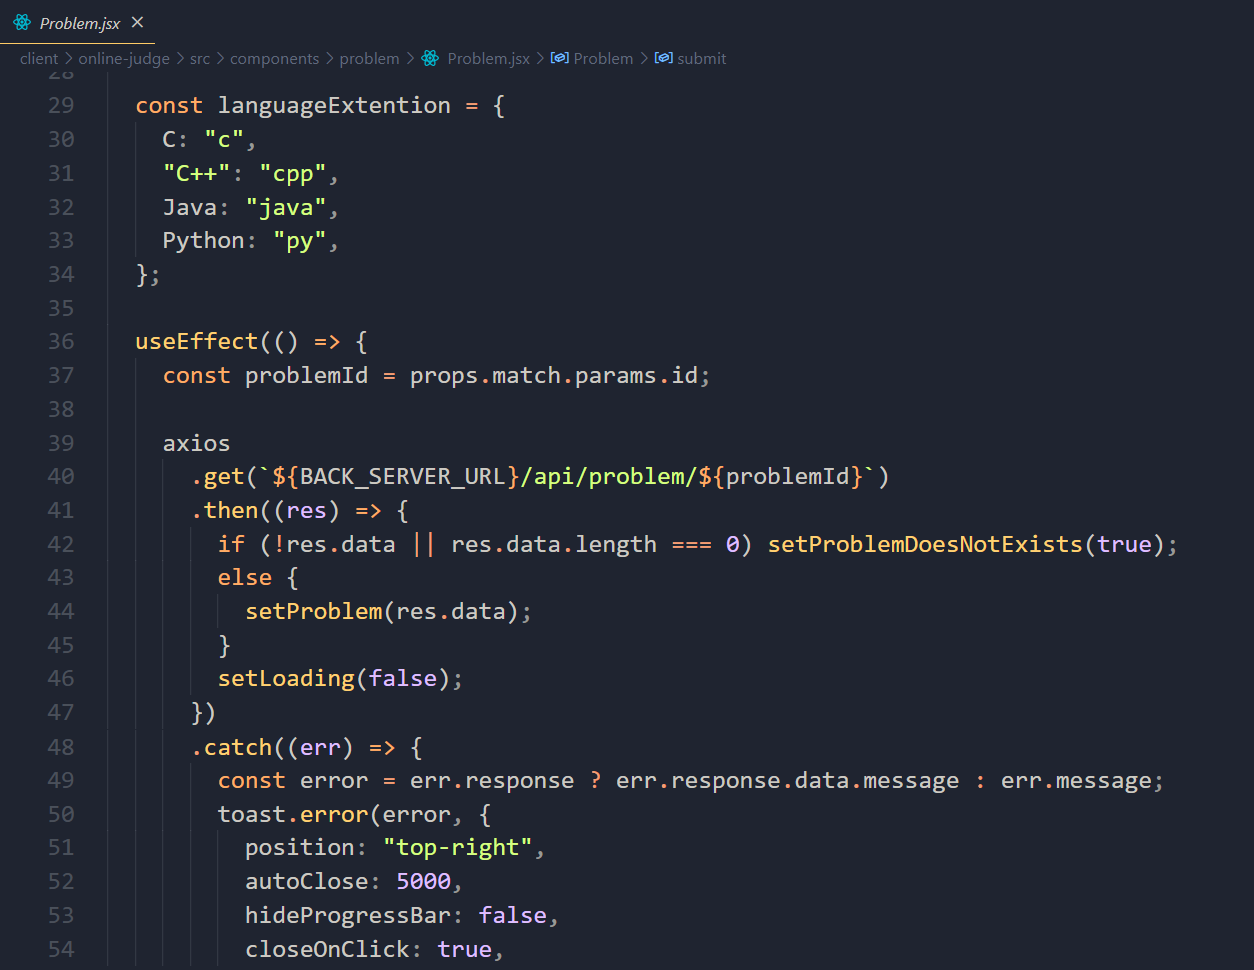 Problem.jsx ×
client > online-judge > src > components > problem > Problem.jsx > Problem > submit
28
29 const languageExtention = {
30 C: "c",
31 "C++": "cpp",
32 Java: "java",
33 Python: "py",
34 };
35
36 useEffect(() => {
37 const problemId = props.match.params.id;
38
39 axios
40 .get(`${BACK_SERVER_URL}/api/problem/${problemId}`)
41 .then((res) => {
42 if (!res.data || res.data.length === 0) setProblemDoesNotExists(true);
43 else {
44 setProblem(res.data);
45 }
46 setLoading(false);
47 })
48 .catch((err) => {
49 const error = err.response ? err.response.data.message : err.message;
50 toast.error(error, {
51 position: "top-right",
52 autoClose: 5000,
53 hideProgressBar: false,
54 closeOnClick: true,